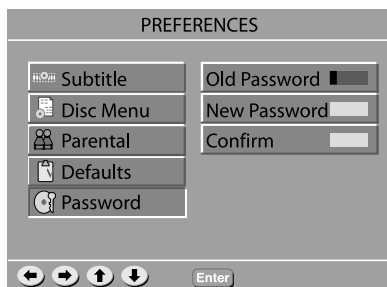 PREFERENCES
Subtitle
Disc Menu
Parental
Defaults
Password
Old Password
New Password
Confirm
Enter